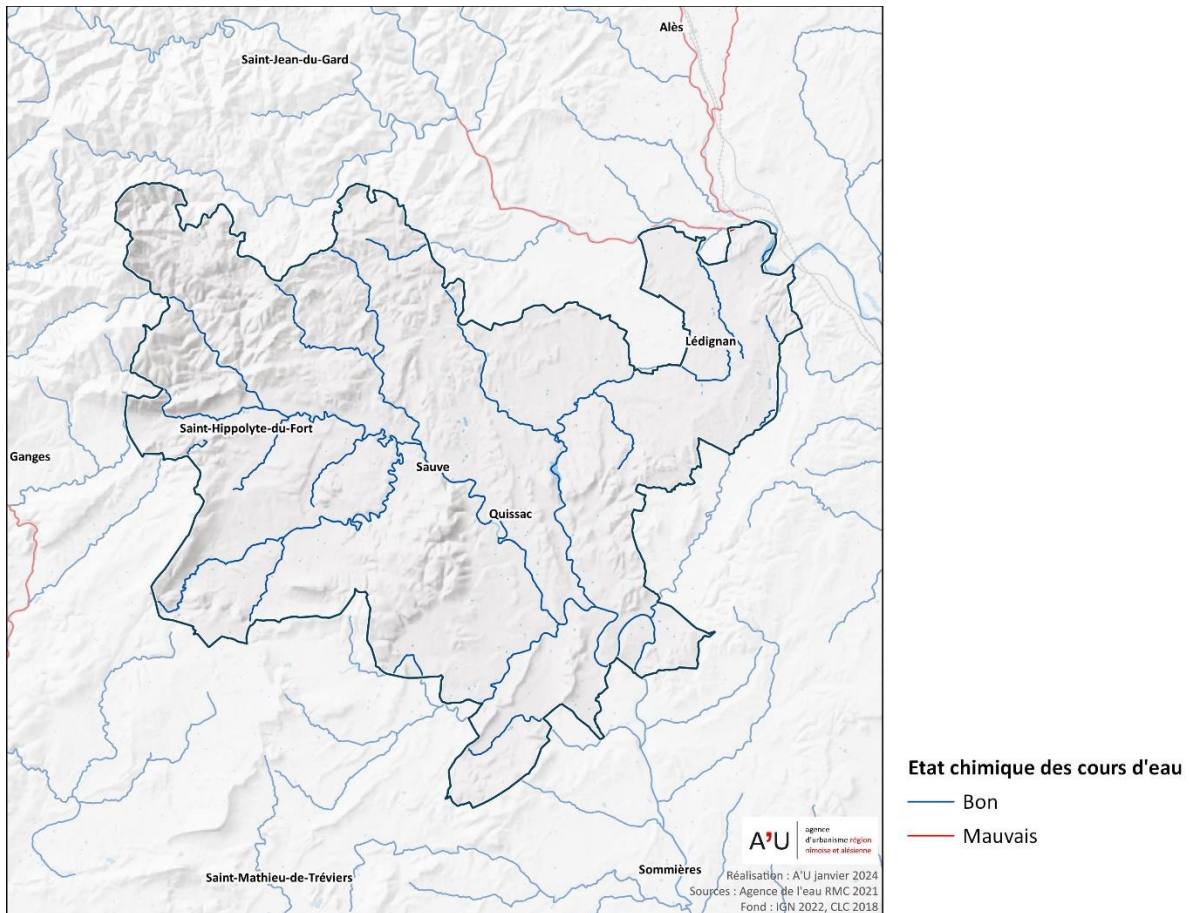 Alès
Saint-Jean-du-Gard
Lédignan
Saint-Hippolyte-du-Fort
Ganges
Sauve
Quissac
Etat chimique des cours d'eau
Bon
Mauvais
A'U
agence
d'urbanisme région
nîmoise et alésienne
Réalisation : A'U janvier 2024
Sources : Agence de l'eau RMC 2021
Fond : IGN 2022, CLC 2018
Saint-Mathieu-de-Tréviers
Sommières